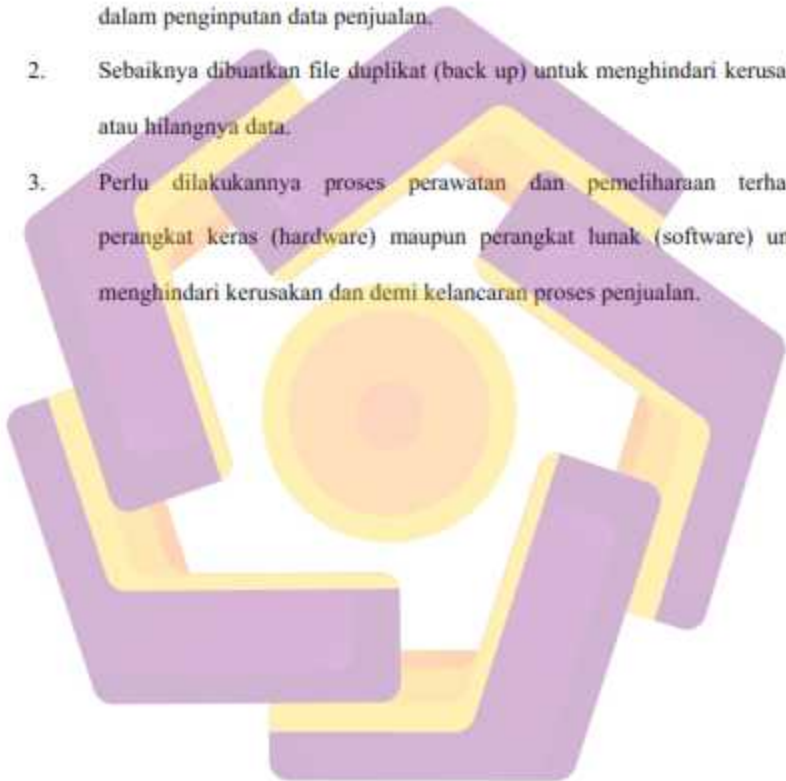 dalam penginputan data penjualan.
2. Sebaiknya dibuatkan file duplikat (back up) untuk menghindari kerusa
atau hilangnya data.
3. Perlu dilakukannya proses perawatan dan pemeliharaan terha
perangkat keras (hardware) maupun perangkat lunak (software) un
menghindari kerusakan dan demi kelancaran proses penjualan.